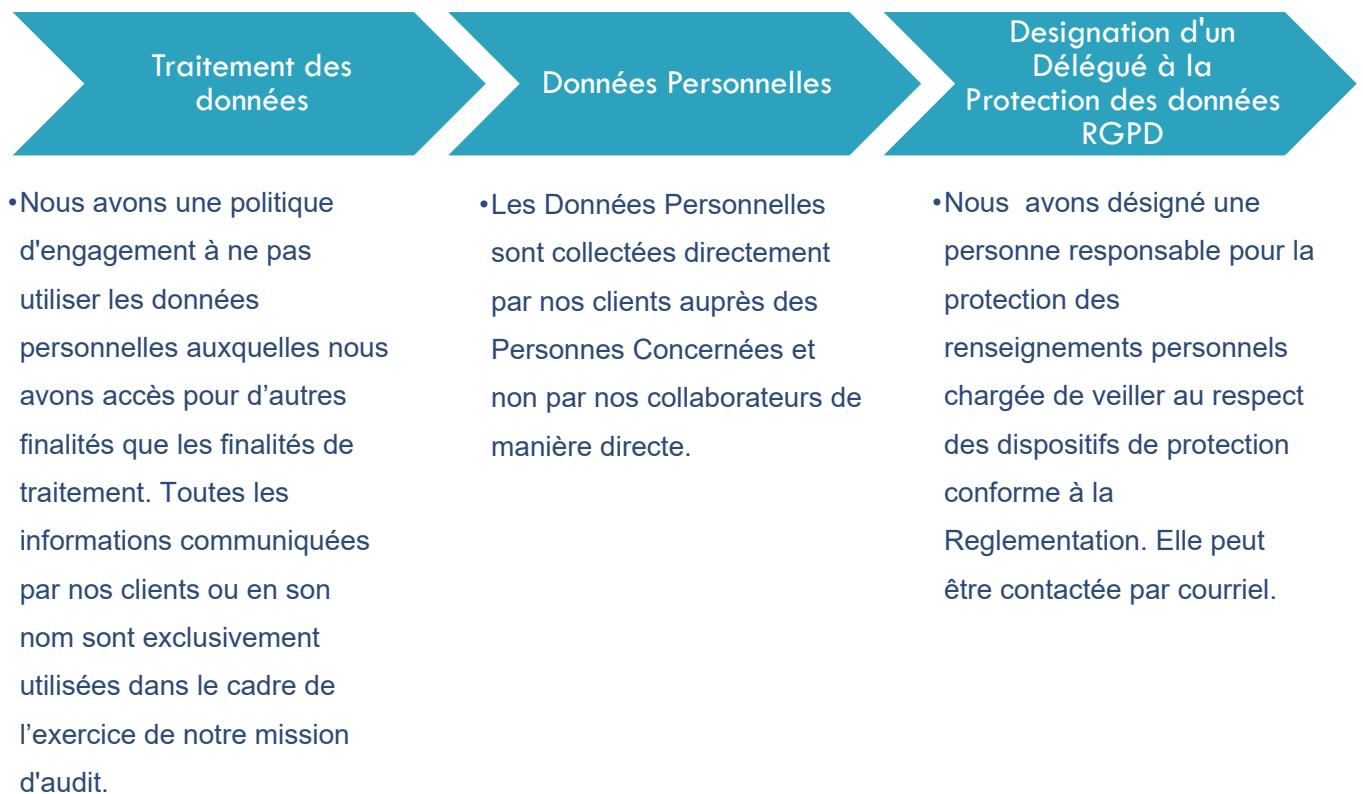 Traitement des
données
Données Personnelles
Designation d'un
Délégué à la
Protection des données
RGPD
•Nous avons une politique
d'engagement à ne pas
utiliser les données
personnelles auxquelles nous
avons accès pour d’autres
finalités que les finalités de
traitement. Toutes les
informations communiquées
par nos clients ou en son
nom sont exclusivement
utilisées dans le cadre de
l’exercice de notre mission
d'audit.
•Les Données Personnelles
sont collectées directement
par nos clients auprès des
Personnes Concernées et
non par nos collaborateurs de
manière directe.
•Nous  avons désigné une
personne responsable pour la
protection des
renseignements personnels
chargée de veiller au respect
des dispositifs de protection
conforme à la
Reglementation. Elle peut
être contactée par courriel.